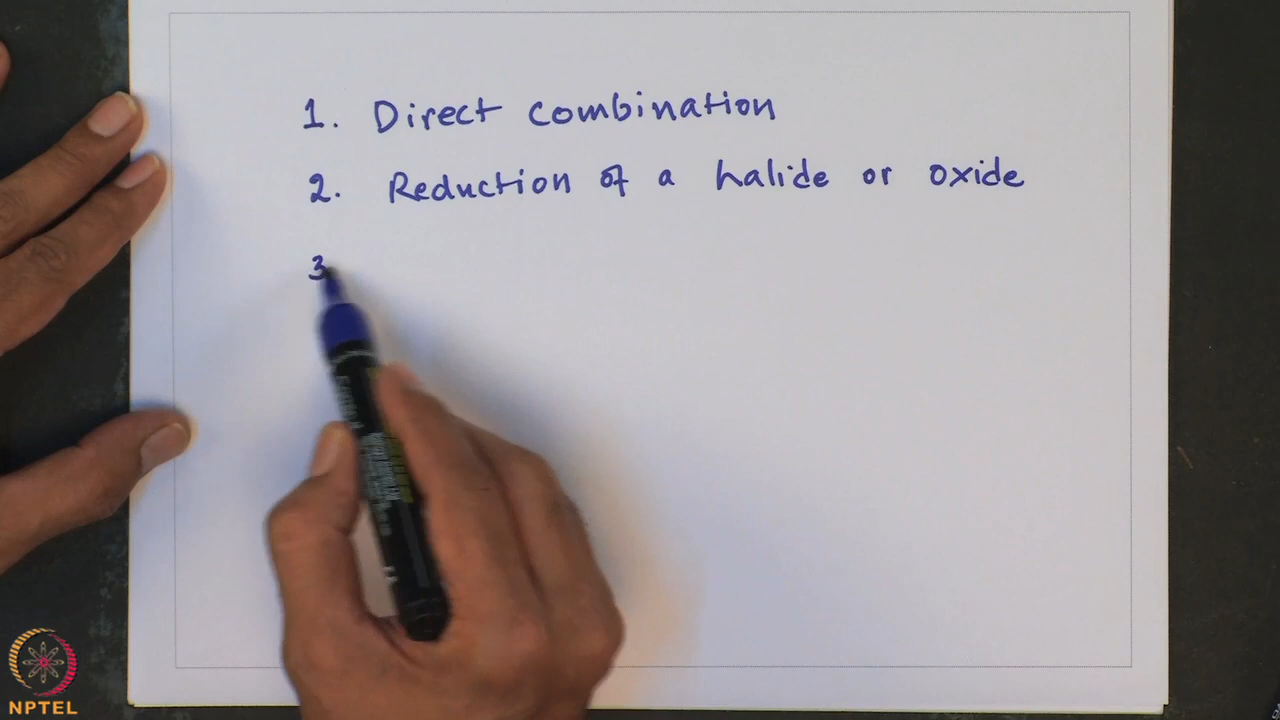 1. Direct combination
2. Reduction of a halide or oxide
3
NPTEL